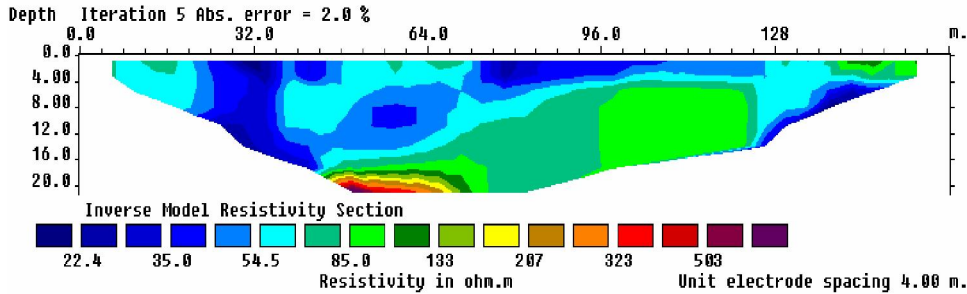 Depth Iteration 5 Abs. error = 2.0 %
0.0 32.0 64.0 96.0 128 m.
0.0
4.00
8.00
12.0
16.0
20.0
Inverse Model Resistivity Section
22.4 35.0 54.5 85.0 133 207 323 503
Resistivity in ohm.m Unit electrode spacing 4.00 m.